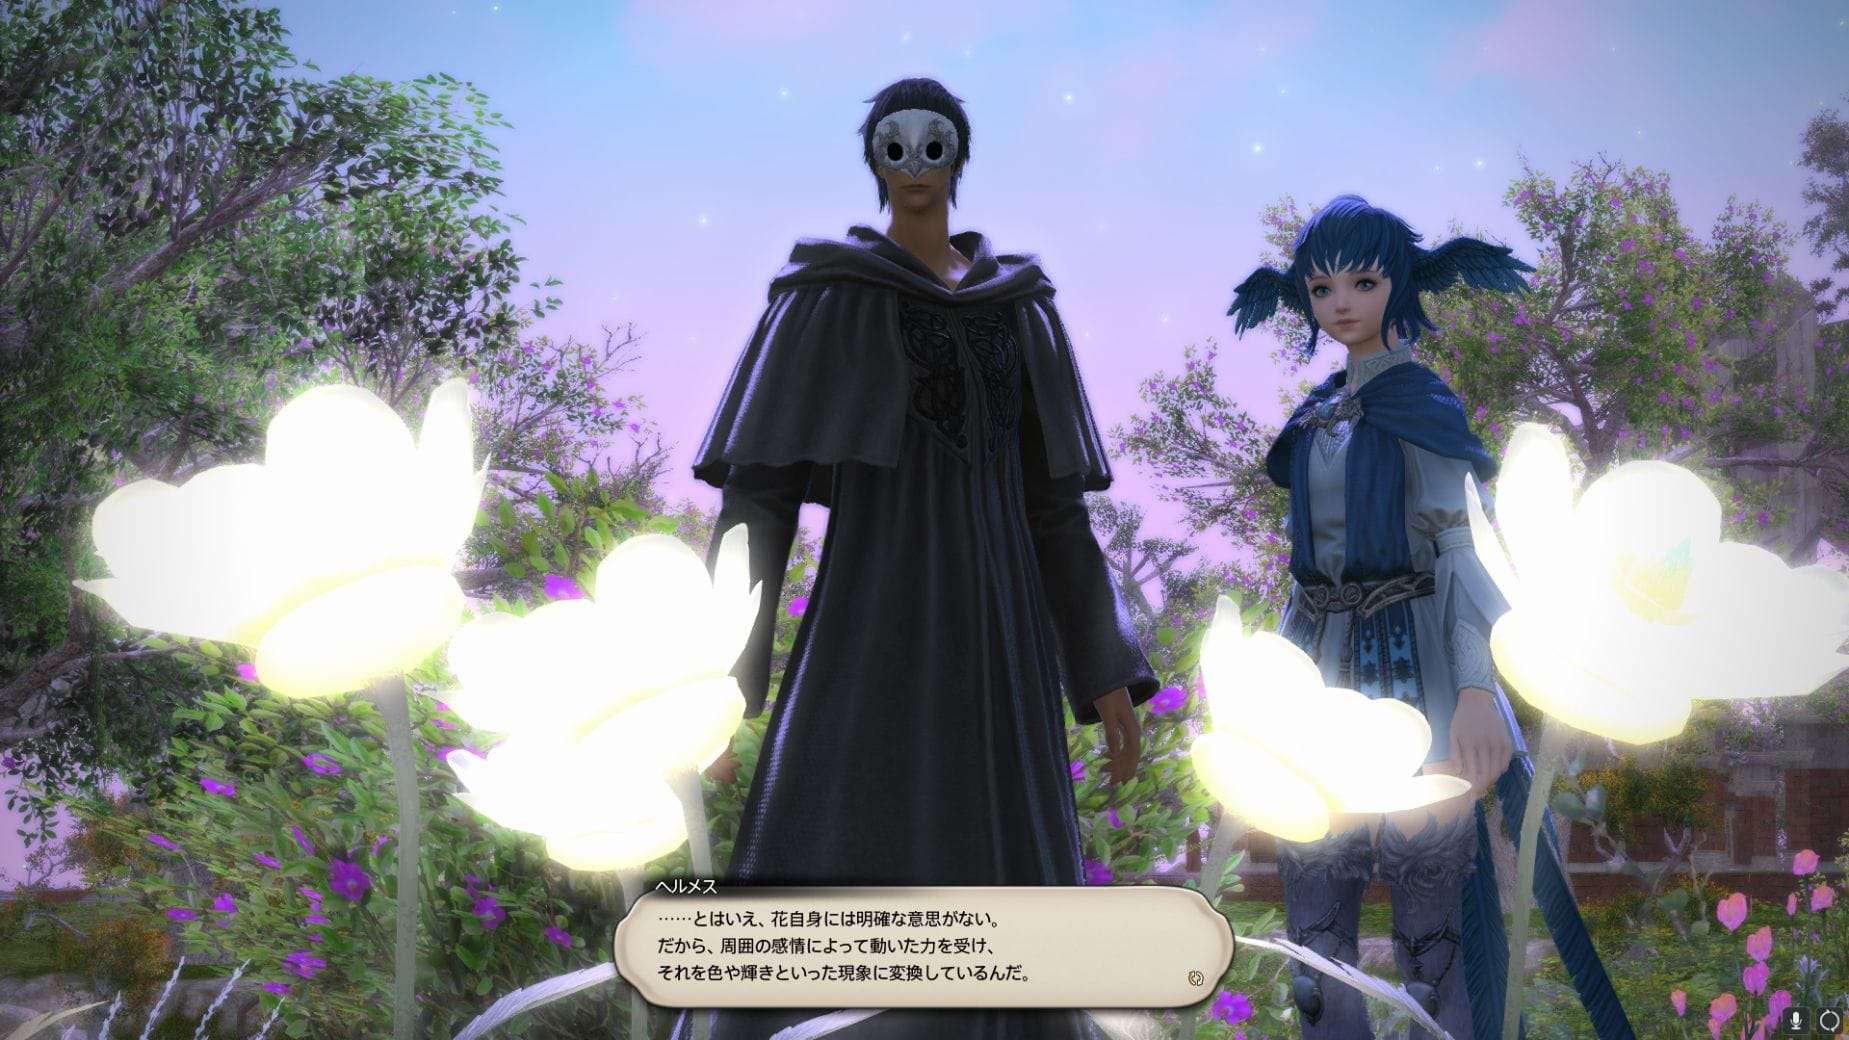 ヘルメス
……とはいえ、花自身には明確な意思がない。
だから、周囲の感情によって動いた力を受け、
それを色や輝きといった現象に変換しているんだ。